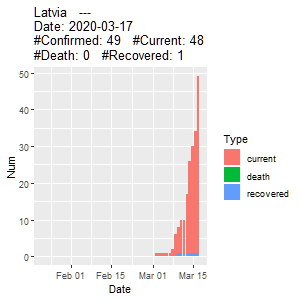 Latvia   ---
Date: 2020-03-17
#Confirmed: 49   #Current: 48
#Death: 0   #Recovered: 1
50
40
30
20
10
0
Num
Feb 01
Feb 15
Mar 01
Mar 15
Date
Type
current
death
recovered